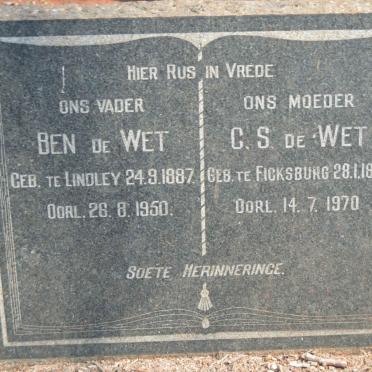 HIER RUS IN VREDE
ONS VADER
BEN DE WET
GEB. TE LINDLEY 24.9.1887.
OORL. 26. 8. 1950.
ONS MOEDER
C. S. DE WET
GEB. TE FICKSBURG 28.1.18
OORL. 14. 7. 1970
SOETE HERINNERINGE.